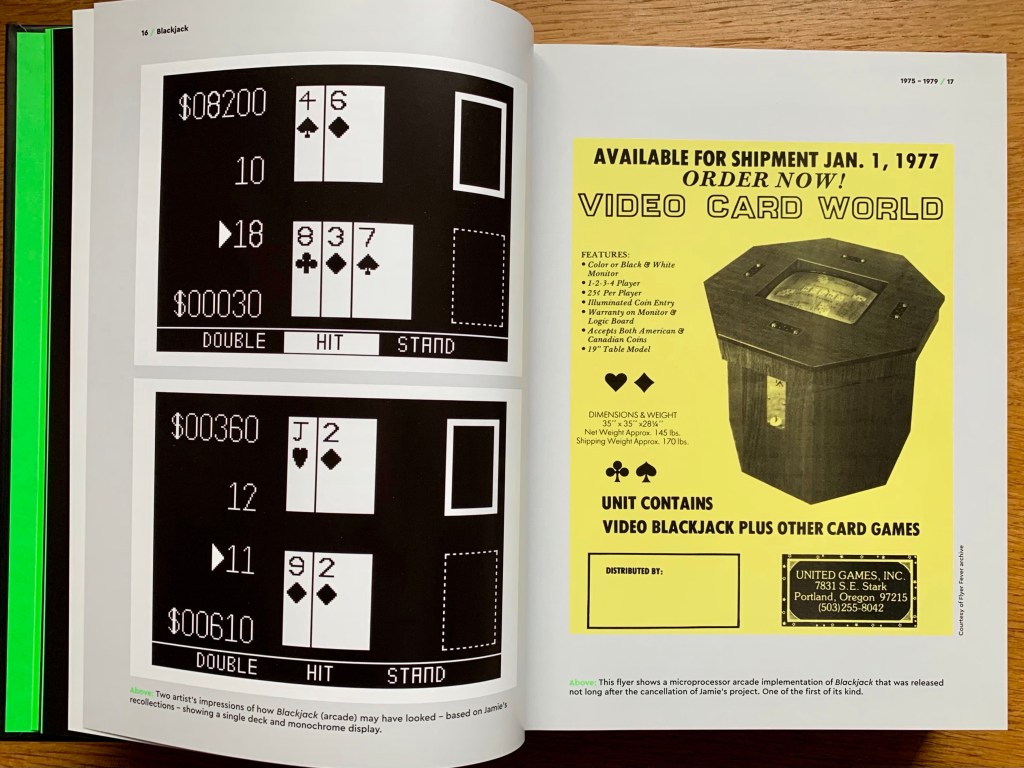 16 / Blackjack
$08200
4 6
10
18
8 3 7
$00030
DOUBLE HIT STAND
$00360
J 2
12
11
9 2
$00610
DOUBLE HIT STAND
Above: Two artist's impressions of how Blackjack (arcade) may have looked – based on Jamie's
recollections – showing a single deck and monochrome display.
1975 – 1979 / 17
AVAILABLE FOR SHIPMENT JAN. 1, 1977
ORDER NOW!
VIDEO CARD WORLD
FEATURES:
• Color or Black & White
Monitor
• 1-2-3-4 Player
• 25¢ Per Player
• Illuminated Coin Entry
• Warranty on Monitor &
Logic Board
• Accepts Both American &
Canadian Coins
• 19" Table Model
DIMENSIONS & WEIGHT
35" x 35" x28¼"
Net Weight Approx. 145 lbs.
Shipping Weight Approx. 170 lbs.
UNIT CONTAINS
VIDEO BLACKJACK PLUS OTHER CARD GAMES
DISTRIBUTED BY:
UNITED GAMES, INC.
7831 S.E. Stark
Portland, Oregon 97215
(503)255-8042
Courtesy of Flyer Fever archive
Above: This flyer shows a microprocessor arcade implementation of Blackjack that was released
not long after the cancellation of Jamie's project. One of the first of its kind.